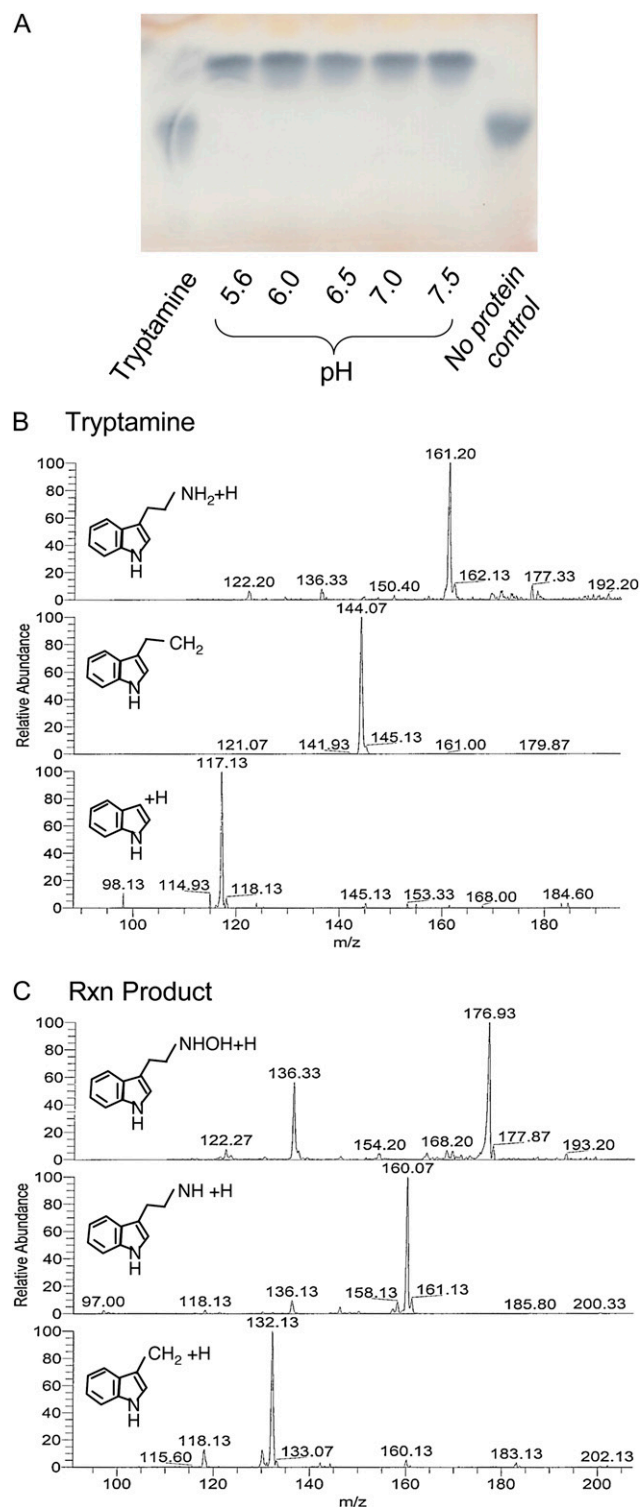 A
Tryptamine
5.6
6.0
6.5
7.0
7.5
No protein
control
pH
B Tryptamine
Relative Abundance
100
80
60
40
20
0
NH2+H
N
H
122.20
136.33
150.40
161.20
162.13
177.33
192.20
100
80
60
40
20
0
CH2
N
H
121.07
141.93
144.07
145.13
161.00
179.87
100
80
60
40
20
0
+H
N
H
98.13
114.93
117.13
118.13
145.13
153.33
168.00
184.60
100 120 140 160 180
m/z
C Rxn Product
Relative Abundance
100
80
60
40
20
0
NHOH+H
N
H
122.27
136.33
154.20
168.20
176.93
177.87
193.20
100
80
60
40
20
0
NH +H
N
H
97.00
118.13
136.13
158.13
160.07
161.13
185.80
200.33
100
80
60
40
20
0
CH2 +H
N
H
115.60
118.13
132.13
133.07
160.13
183.13
202.13
100 120 140 160 180 200
m/z